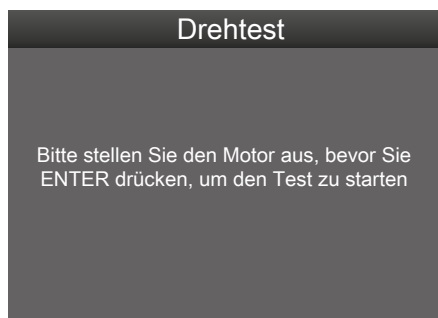 Drehtest
Bitte stellen Sie den Motor aus, bevor Sie
ENTER drücken, um den Test zu starten